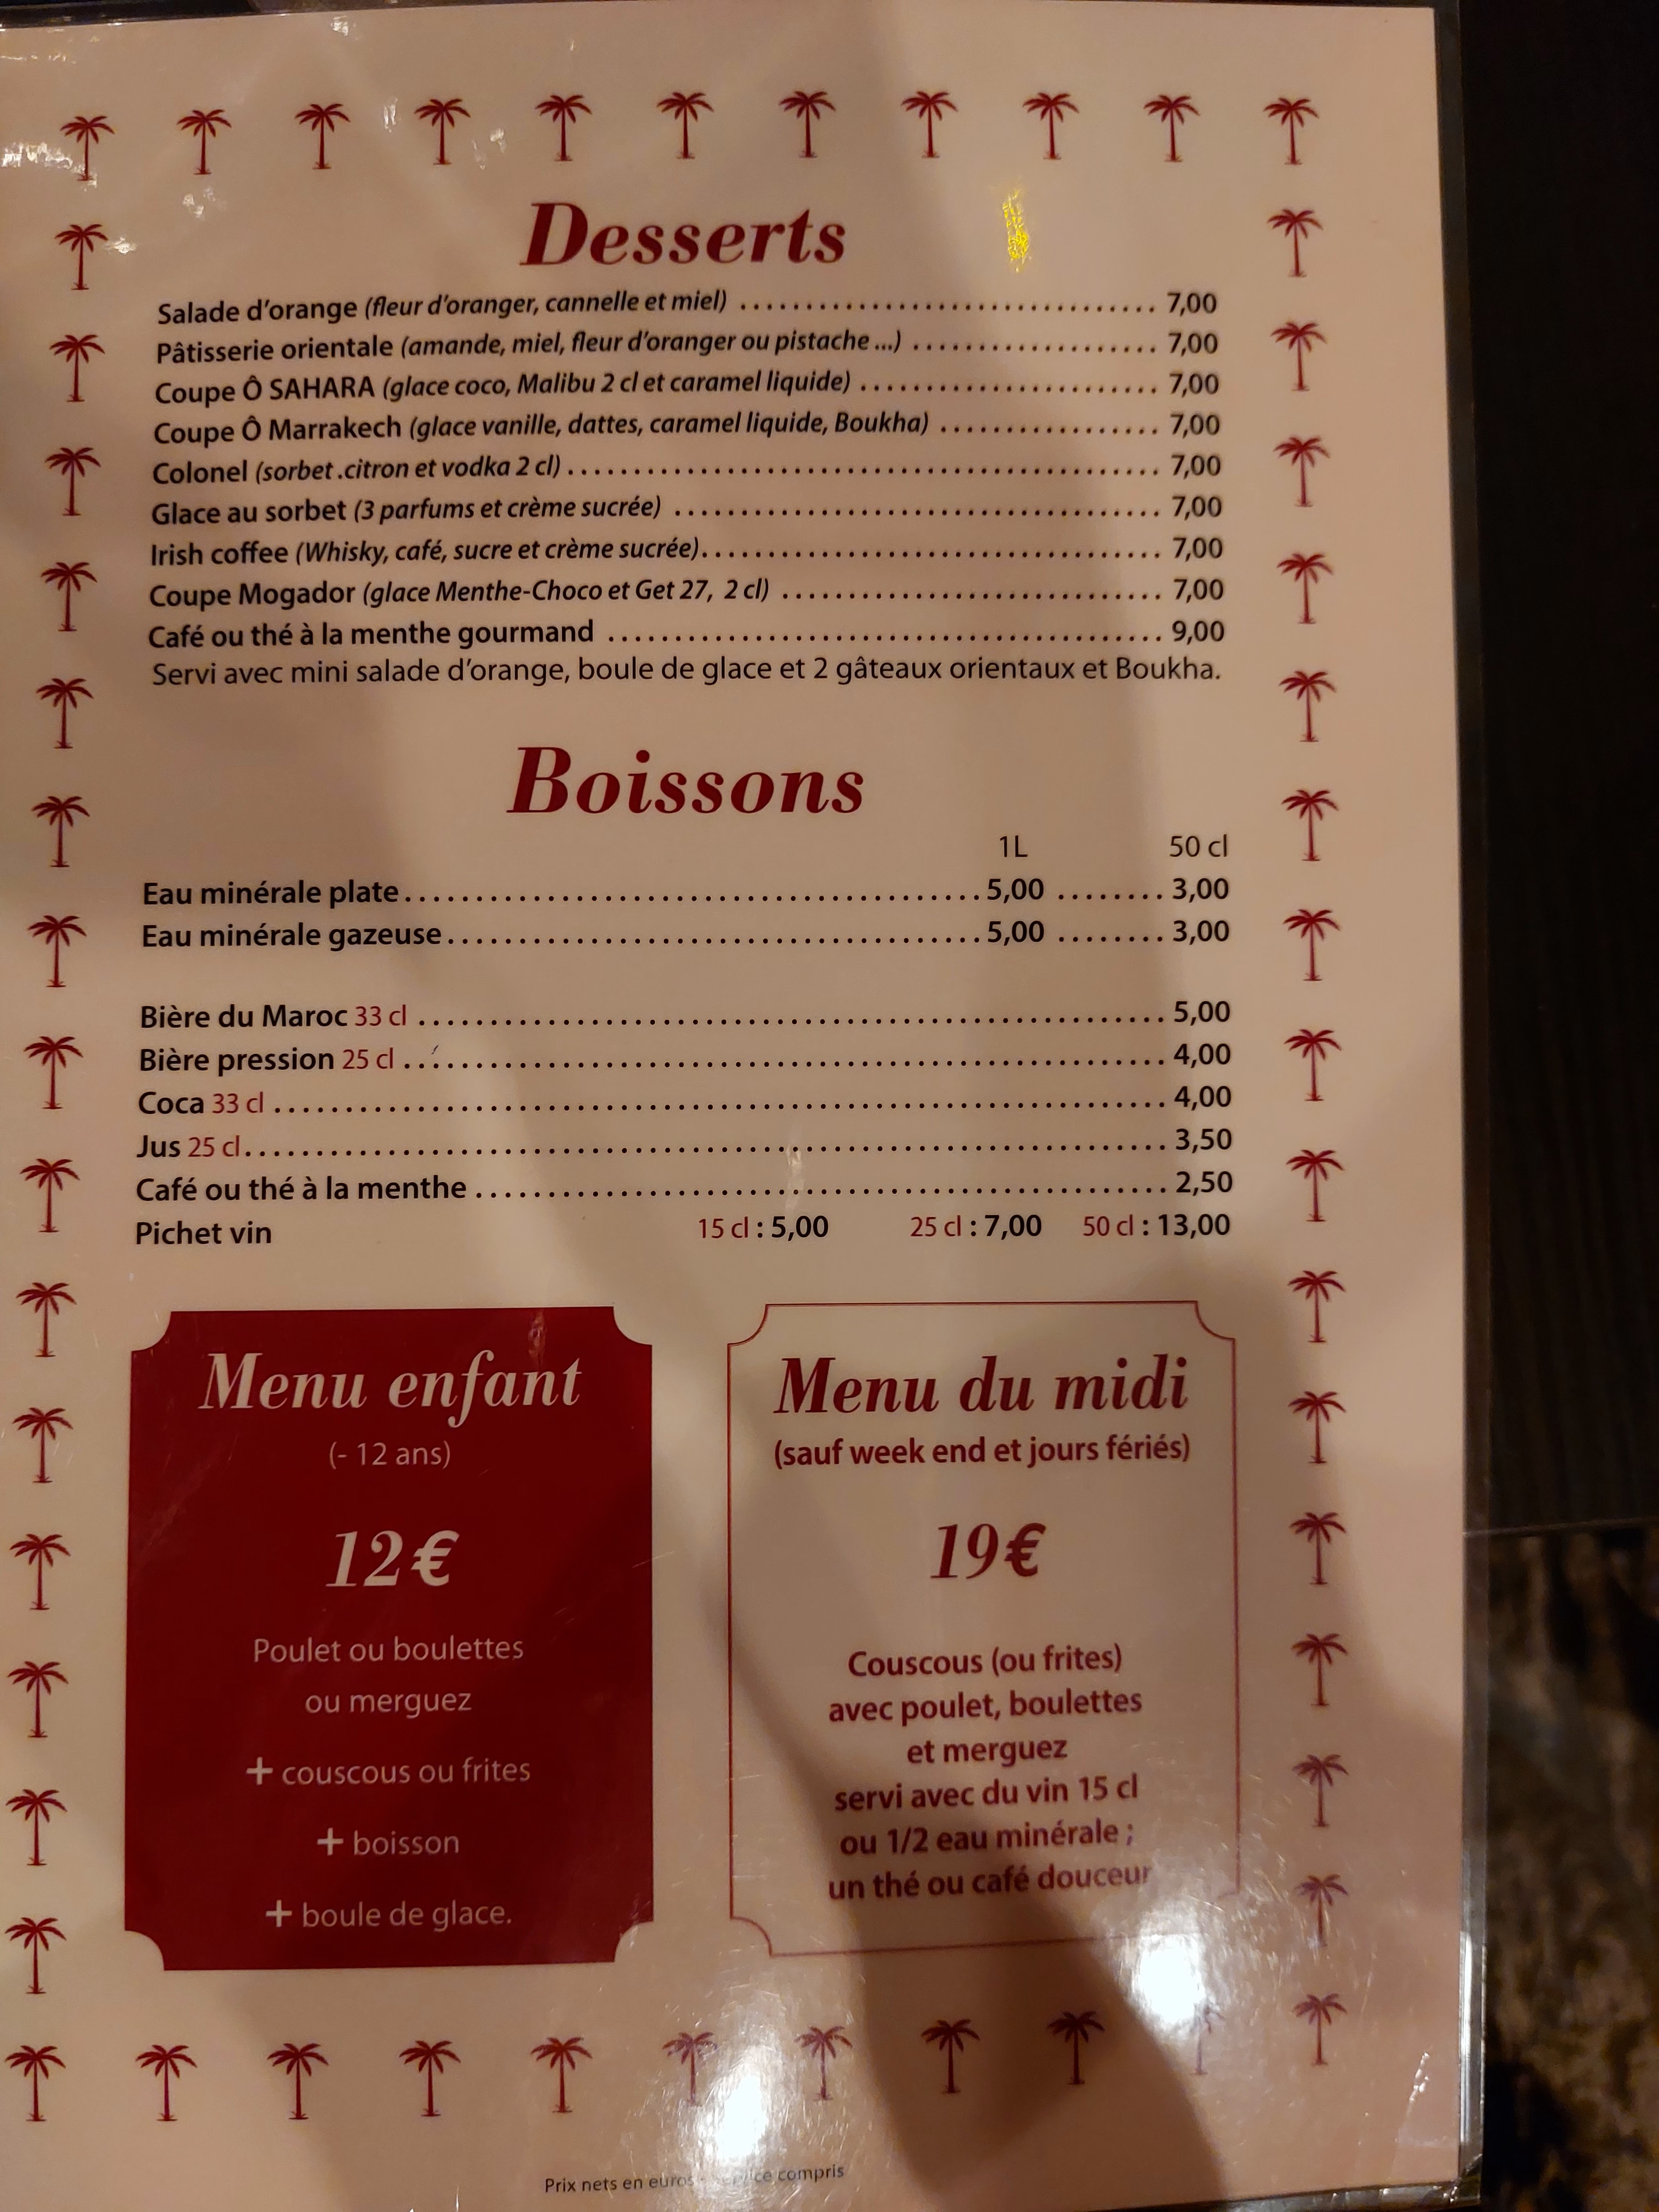 Desserts
Salade d'orange (fleur d'oranger, cannelle et miel) ................................ 7,00
Pâtisserie orientale (amande, miel, fleur d'oranger ou pistache ...) ................... 7,00
Coupe Ô SAHARA (glace coco, Malibu 2 cl et caramel liquide) ....................... 7,00
Coupe Ô Marrakech (glace vanille, dattes, caramel liquide, Boukha) ................. 7,00
Colonel (sorbet .citron et vodka 2 cl) .............................................. 7,00
Glace au sorbet (3 parfums et crème sucrée) ...................................... 7,00
Irish coffee (Whisky, café, sucre et crème sucrée).................................... 7,00
Coupe Mogador (glace Menthe-Choco et Get 27, 2 cl) .............................. 7,00
Café ou thé à la menthe gourmand ........................................... 9,00
Servi avec mini salade d'orange, boule de glace et 2 gâteaux orientaux et Boukha.
Boissons
1L 50 cl
Eau minérale plate........................................5,00 ........ 3,00
Eau minérale gazeuse.....................................5,00 ........ 3,00
Bière du Maroc 33 cl .................................................... 5,00
Bière pression 25 cl ..................................................... 4,00
Coca 33 cl .............................................................. 4,00
Jus 25 cl................................................................ 3,50
Café ou thé à la menthe ................................................ 2,50
Pichet vin 15 cl : 5,00 25 cl : 7,00 50 cl : 13,00
Menu enfant
(- 12 ans)
12€
Poulet ou boulettes
ou merguez
+ couscous ou frites
+ boisson
+ boule de glace.
Menu du midi
(sauf week end et jours fériés)
19€
Couscous (ou frites)
avec poulet, boulettes
et merguez
servi avec du vin 15 cl
ou 1/2 eau minérale ;
un thé ou café douceur
Prix nets en euros compris